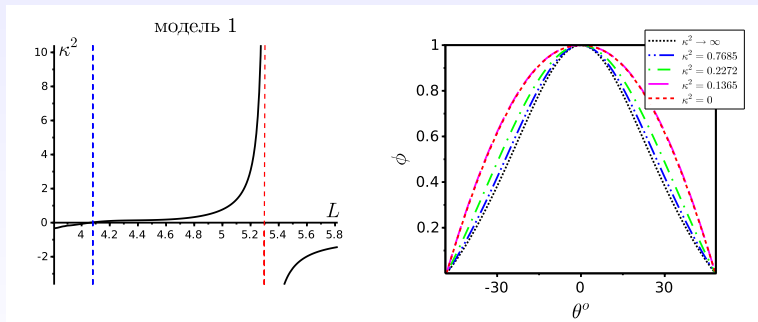 модель 1
κ²
10
8
6
4
2
0
-2
4 4.2 4.4 4.6 4.8 5 5.2 5.4 5.6 5.8
L
1
0.8
0.6
0.4
0.2
ϕ
-30 0 30
θ°
κ² → ∞
κ² = 0.7685
κ² = 0.2272
κ² = 0.1365
κ² = 0